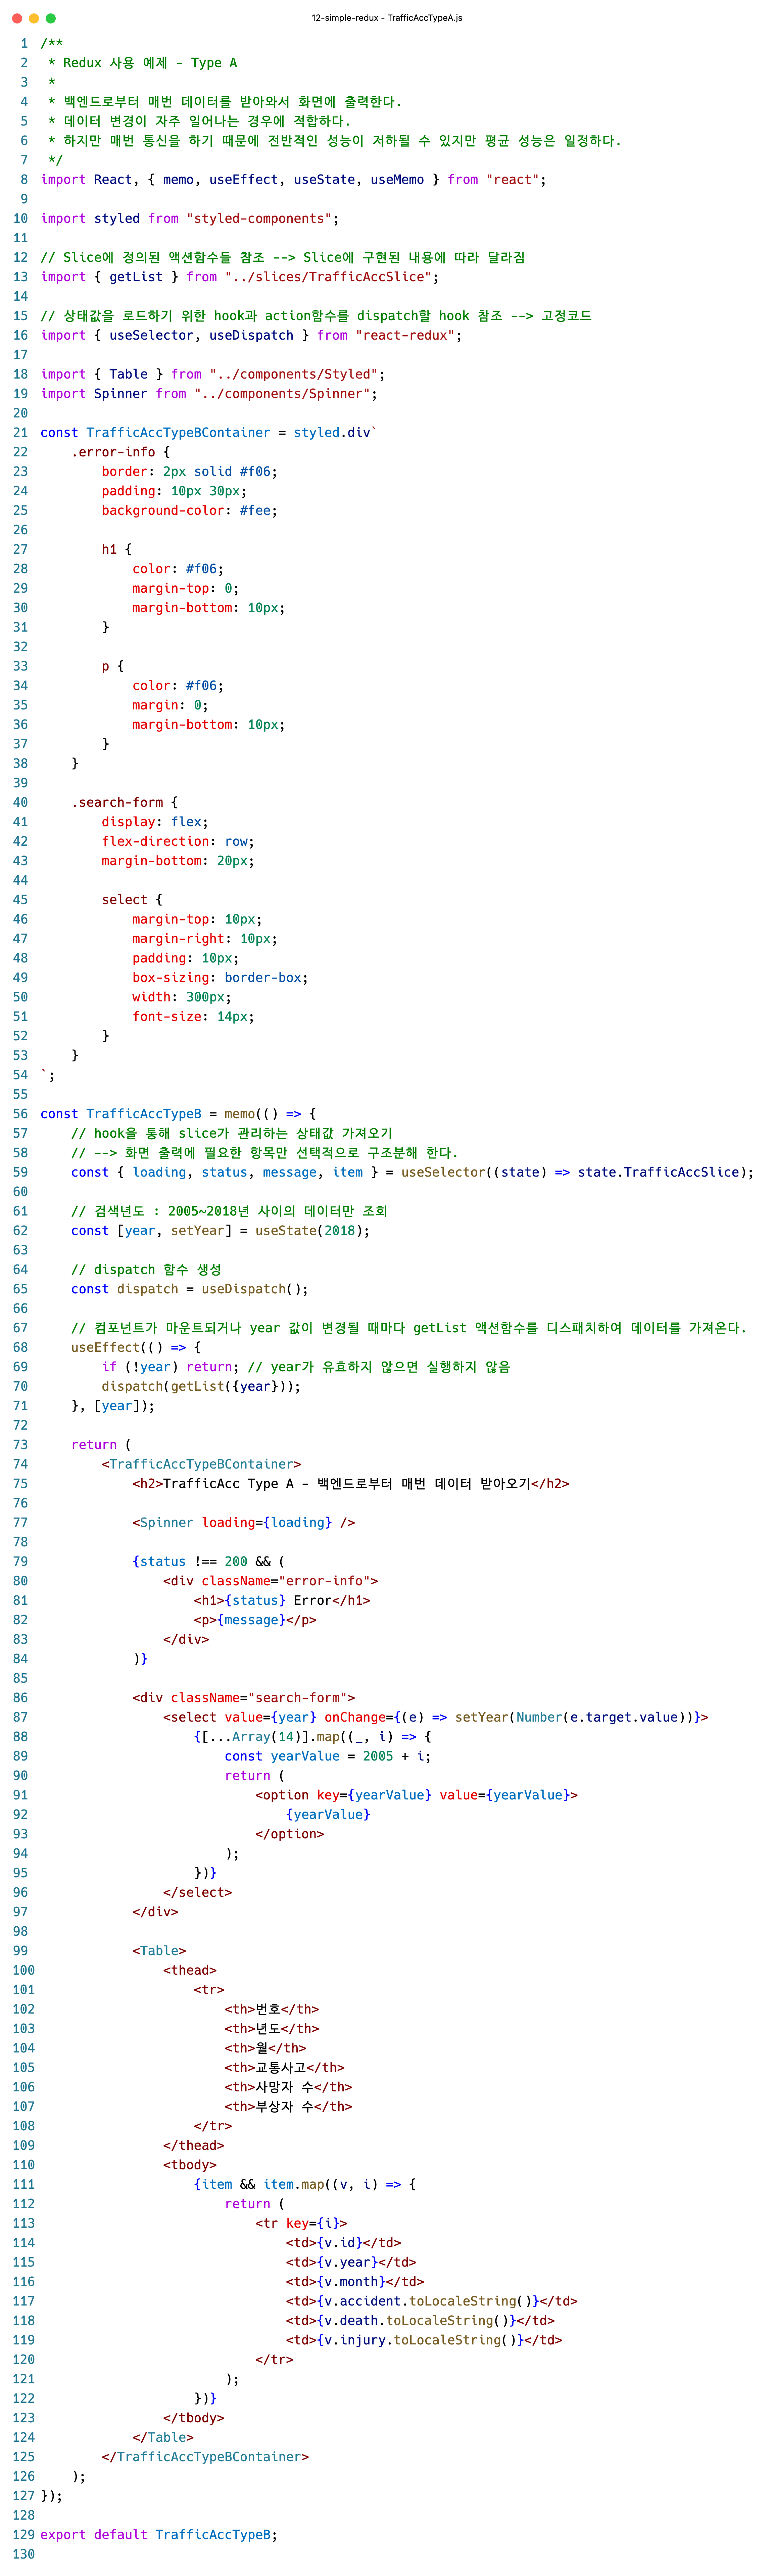 12-simple-redux - TrafficAccTypeA.js
1 /**
2  * Redux 사용 예제 - Type A
3  *
4  * 백엔드로부터 매번 데이터를 받아와서 화면에 출력한다.
5  * 데이터 변경이 자주 일어나는 경우에 적합하다.
6  * 하지만 매번 통신을 하기 때문에 전반적인 성능이 저하될 수 있지만 평균 성능은 일정하다.
7  */
8 import React, { memo, useEffect, useState, useMemo } from "react";
9
10 import styled from "styled-components";
11
12 // Slice에 정의된 액션함수들 참조 --> Slice에 구현된 내용에 따라 달라짐
13 import { getList } from "../slices/TrafficAccSlice";
14
15 // 상태값을 로드하기 위한 hook과 action함수를 dispatch할 hook 참조 --> 고정코드
16 import { useSelector, useDispatch } from "react-redux";
17
18 import { Table } from "../components/Styled";
19 import Spinner from "../components/Spinner";
20
21 const TrafficAccTypeBContainer = styled.div`
22     .error-info {
23         border: 2px solid #f06;
24         padding: 10px 30px;
25         background-color: #fee;
26
27         h1 {
28             color: #f06;
29             margin-top: 0;
30             margin-bottom: 10px;
31         }
32
33         p {
34             color: #f06;
35             margin: 0;
36             margin-bottom: 10px;
37         }
38     }
39
40     .search-form {
41         display: flex;
42         flex-direction: row;
43         margin-bottom: 20px;
44
45         select {
46             margin-top: 10px;
47             margin-right: 10px;
48             padding: 10px;
49             box-sizing: border-box;
50             width: 300px;
51             font-size: 14px;
52         }
53     }
54 `;
55
56 const TrafficAccTypeB = memo(() => {
57     // hook을 통해 slice가 관리하는 상태값 가져오기
58     // --> 화면 출력에 필요한 항목만 선택적으로 구조분해 한다.
59     const { loading, status, message, item } = useSelector((state) => state.TrafficAccSlice);
60
61     // 검색년도 : 2005~2018년 사이의 데이터만 조회
62     const [year, setYear] = useState(2018);
63
64     // dispatch 함수 생성
65     const dispatch = useDispatch();
66
67     // 컴포넌트가 마운트되거나 year 값이 변경될 때마다 getList 액션함수를 디스패치하여 데이터를 가져온다.
68     useEffect(() => {
69         if (!year) return; // year가 유효하지 않으면 실행하지 않음
70         dispatch(getList({year}));
71     }, [year]);
72
73     return (
74         <TrafficAccTypeBContainer>
75             <h2>TrafficAcc Type A - 백엔드로부터 매번 데이터 받아오기</h2>
76
77             <Spinner loading={loading} />
78
79             {status !== 200 && (
80                 <div className="error-info">
81                     <h1>{status} Error</h1>
82                     <p>{message}</p>
83                 </div>
84             )}
85
86             <div className="search-form">
87                 <select value={year} onChange={(e) => setYear(Number(e.target.value))}>
88                     {[...Array(14)].map((_, i) => {
89                         const yearValue = 2005 + i;
90                         return (
91                             <option key={yearValue} value={yearValue}>
92                                 {yearValue}
93                             </option>
94                         );
95                     })}
96                 </select>
97             </div>
98
99             <Table>
100                 <thead>
101                     <tr>
102                         <th>번호</th>
103                         <th>년도</th>
104                         <th>월</th>
105                         <th>교통사고</th>
106                         <th>사망자 수</th>
107                         <th>부상자 수</th>
108                     </tr>
109                 </thead>
110                 <tbody>
111                     {item && item.map((v, i) => {
112                         return (
113                             <tr key={i}>
114                                 <td>{v.id}</td>
115                                 <td>{v.year}</td>
116                                 <td>{v.month}</td>
117                                 <td>{v.accident.toLocaleString()}</td>
118                                 <td>{v.death.toLocaleString()}</td>
119                                 <td>{v.injury.toLocaleString()}</td>
120                             </tr>
121                         );
122                     })}
123                 </tbody>
124             </Table>
125         </TrafficAccTypeBContainer>
126     );
127 });
128
129 export default TrafficAccTypeB;
130